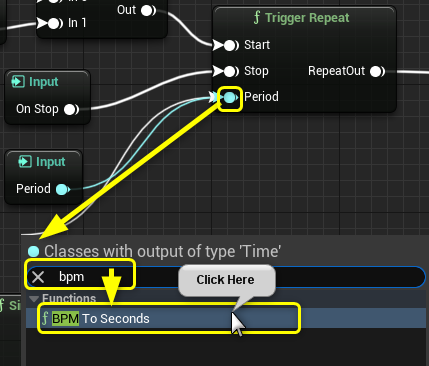 In 0
In 1
Out
Trigger Repeat
Start
Stop
Period
RepeatOut
Input
On Stop
Input
Period
Classes with output of type 'Time'
bpm
Click Here
Functions
BPM To Seconds